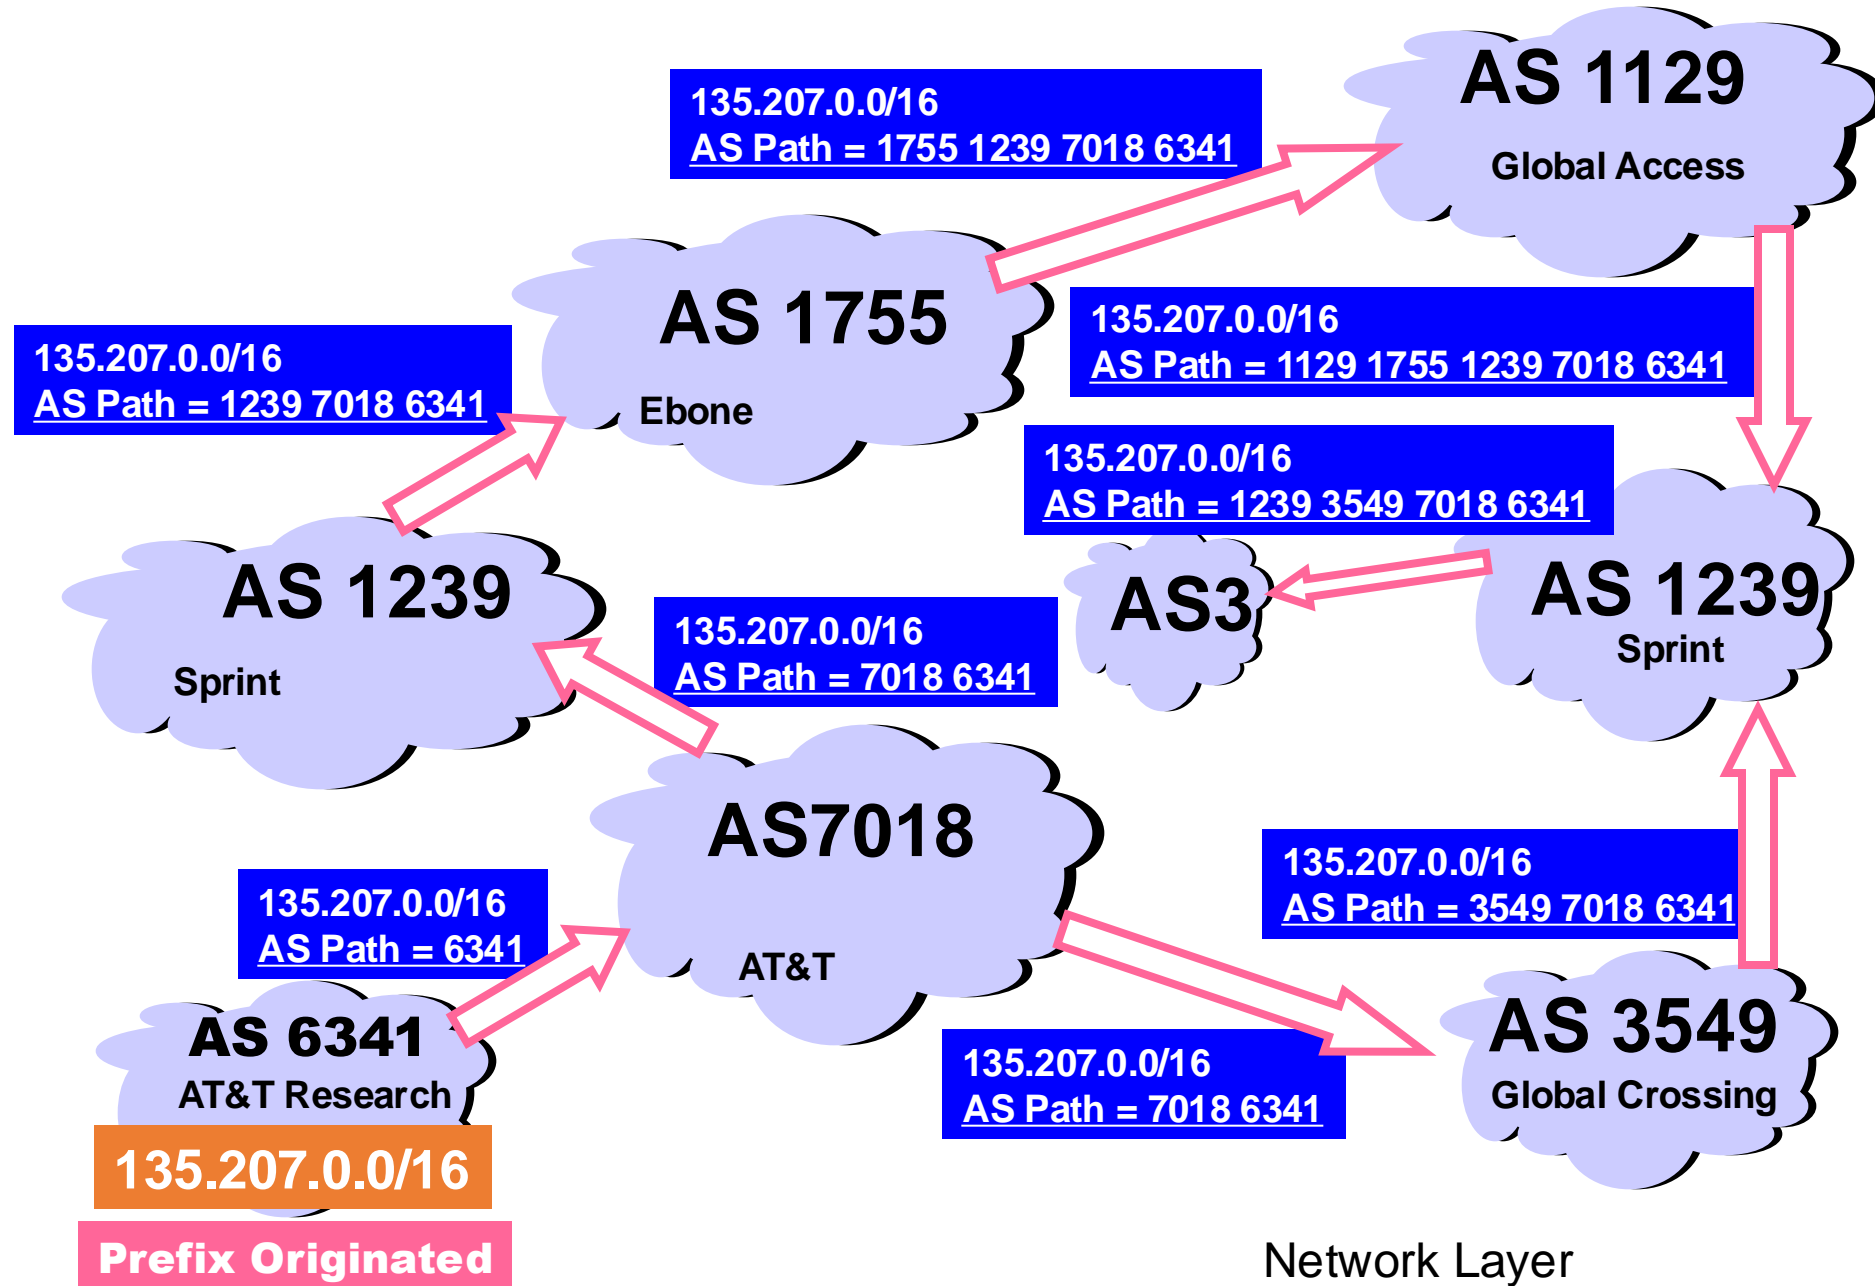 AS 1129
Global Access
135.207.0.0/16
AS Path = 1755 1239 7018 6341
AS 1755
Ebone
135.207.0.0/16
AS Path = 1129 1755 1239 7018 6341
135.207.0.0/16
AS Path = 1239 7018 6341
135.207.0.0/16
AS Path = 1239 3549 7018 6341
AS 1239
Sprint
AS3
AS 1239
Sprint
135.207.0.0/16
AS Path = 7018 6341
AS7018
AT&T
135.207.0.0/16
AS Path = 3549 7018 6341
135.207.0.0/16
AS Path = 6341
AS 6341
AT&T Research
135.207.0.0/16
AS Path = 7018 6341
AS 3549
Global Crossing
135.207.0.0/16
Prefix Originated
Network Layer